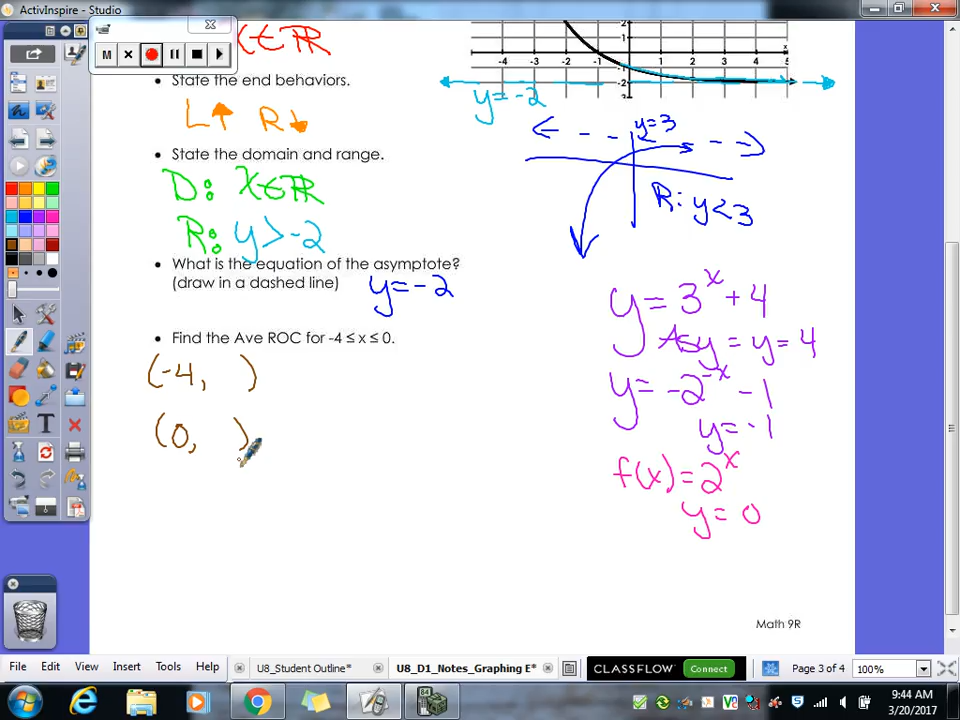 ActivInspire - Studio
M
X∈ℝ
• State the end behaviors.
L↑ R↓
• State the domain and range.
D: X∈ℝ
R: y > -2
• What is the equation of the asymptote?
(draw in a dashed line) y = -2
• Find the Ave ROC for -4 ≤ x ≤ 0.
(-4, )
(0, )
2
1
-4 -3 -2 -1 1 2 3 4 5
x
-2
y = -2
y = 3
R: y < 3
y = 3^x + 4
Asy = y = 4
y = -2^-x - 1
y = -1
f(x) = 2^x
y = 0
Math 9R
File Edit View Insert Tools Help
U8_Student Outline*
U8_D1_Notes_Graphing E*
CLASSFLOW Connect
Page 3 of 4
100%
9:44 AM
3/20/2017